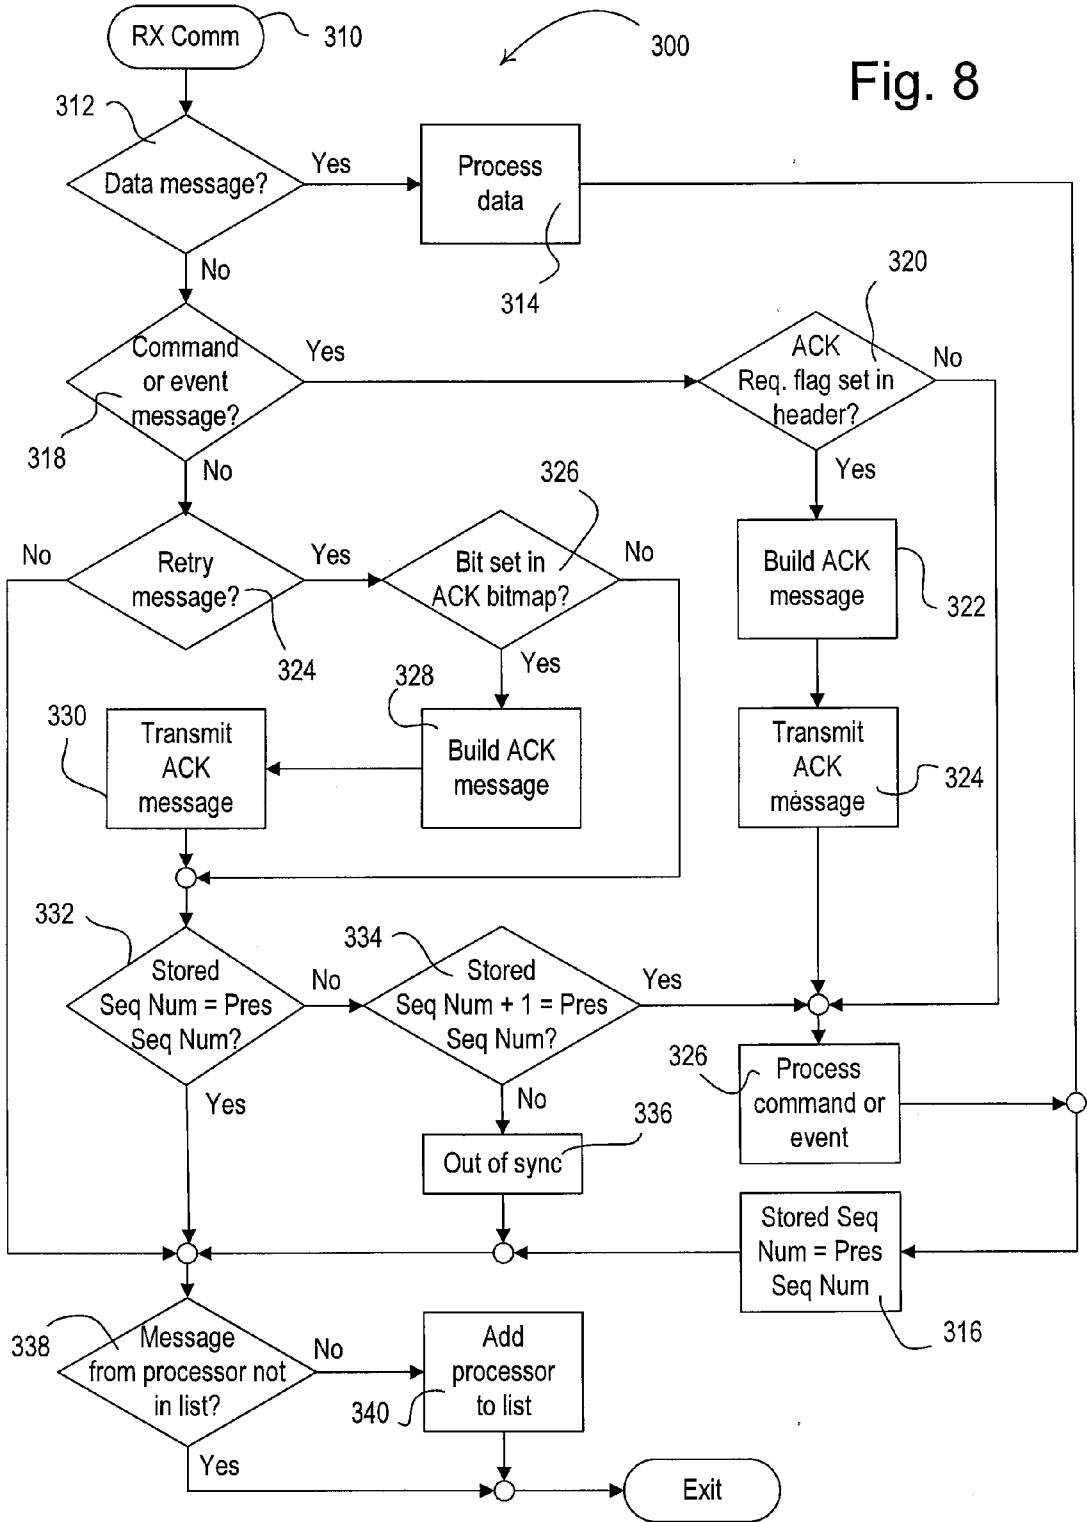 RX Comm
310
300
Fig. 8
312
Data message?
Yes
Process
data
314
No
320
Command
or event
message?
Yes
318
ACK
Req. flag set in
header?
No
No
Yes
326
No
Retry
message?
Yes
324
Bit set in
ACK bitmap?
No
Build ACK
message
322
Yes
328
330
Transmit
ACK
message
Build ACK
message
Transmit
ACK
message
324
332
Stored
Seq Num = Pres
Seq Num?
No
334
Stored
Seq Num + 1 = Pres
Seq Num?
Yes
Yes
No
326
Process
command or
event
336
Out of sync
Stored Seq
Num = Pres
Seq Num
316
338
Message
from processor not
in list?
No
Add
processor
to list
340
Yes
Exit